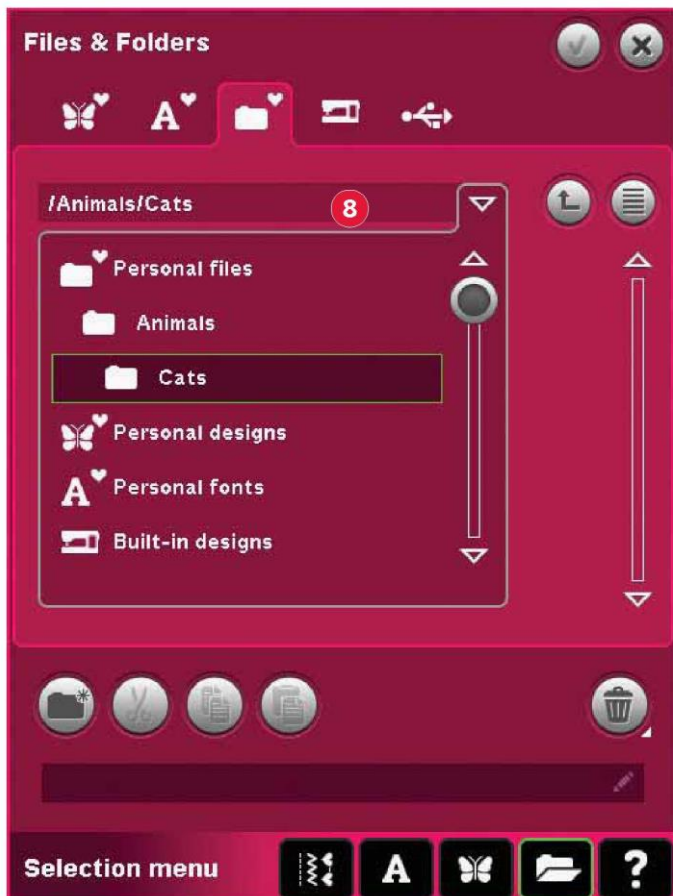 Files & Folders
A
/Animals/Cats
8
Personal files
Animals
Cats
Personal designs
A Personal fonts
Built-in designs
Selection menu
A
?